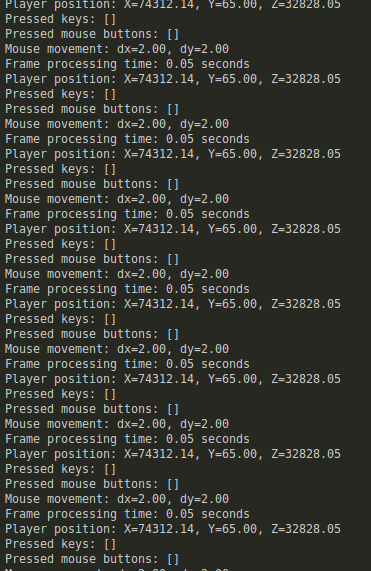 Player position: X=74312.14, Y=65.00, Z=32828.05
Pressed keys: []
Pressed mouse buttons: []
Mouse movement: dx=2.00, dy=2.00
Frame processing time: 0.05 seconds
Player position: X=74312.14, Y=65.00, Z=32828.05
Pressed keys: []
Pressed mouse buttons: []
Mouse movement: dx=2.00, dy=2.00
Frame processing time: 0.05 seconds
Player position: X=74312.14, Y=65.00, Z=32828.05
Pressed keys: []
Pressed mouse buttons: []
Mouse movement: dx=2.00, dy=2.00
Frame processing time: 0.05 seconds
Player position: X=74312.14, Y=65.00, Z=32828.05
Pressed keys: []
Pressed mouse buttons: []
Mouse movement: dx=2.00, dy=2.00
Frame processing time: 0.05 seconds
Player position: X=74312.14, Y=65.00, Z=32828.05
Pressed keys: []
Pressed mouse buttons: []
Mouse movement: dx=2.00, dy=2.00
Frame processing time: 0.05 seconds
Player position: X=74312.14, Y=65.00, Z=32828.05
Pressed keys: []
Pressed mouse buttons: []
Mouse movement: dx=2.00, dy=2.00
Frame processing time: 0.05 seconds
Player position: X=74312.14, Y=65.00, Z=32828.05
Pressed keys: []
Pressed mouse buttons: []
Mouse movement: dx=2.00, dy=2.00
Frame processing time: 0.05 seconds
Player position: X=74312.14, Y=65.00, Z=32828.05
Pressed keys: []
Pressed mouse buttons: []